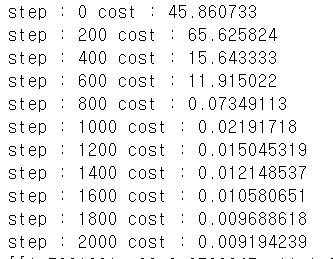 step : 0 cost : 45.860733
step : 200 cost : 65.625824
step : 400 cost : 15.643333
step : 600 cost : 11.915022
step : 800 cost : 0.07349113
step : 1000 cost : 0.02191718
step : 1200 cost : 0.015045319
step : 1400 cost : 0.012148537
step : 1600 cost : 0.010580651
step : 1800 cost : 0.009688618
step : 2000 cost : 0.009194239